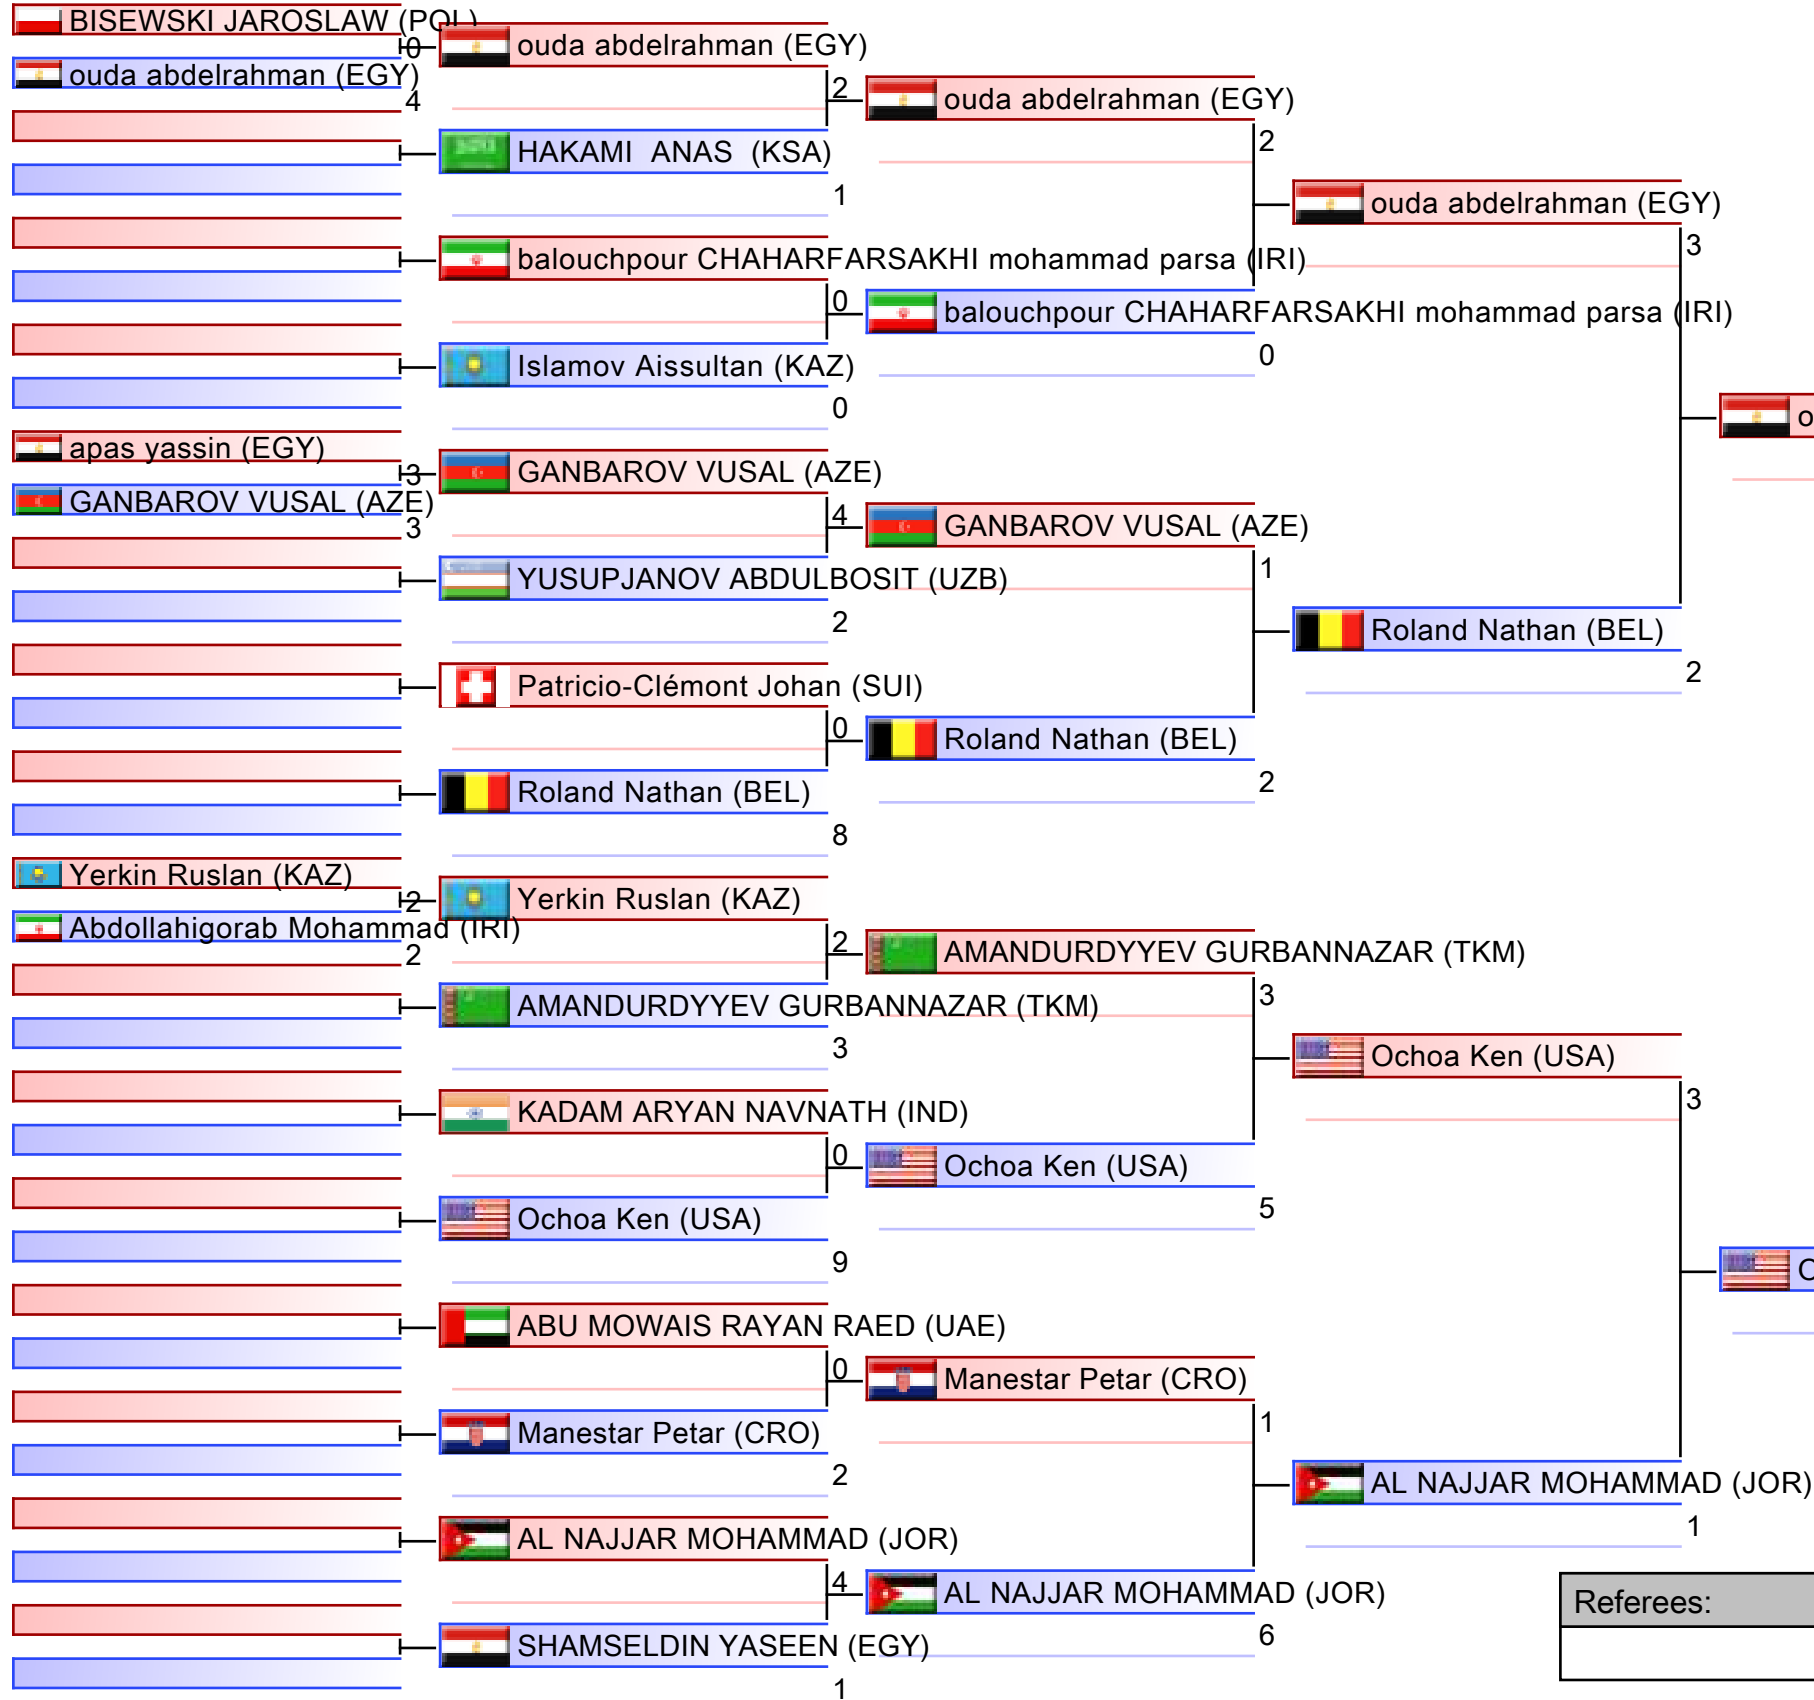 BISEWSKI JAROSLAW (POL)
0
ouda abdelrahman (EGY)
4
apas yassin (EGY)
3
GANBAROV VUSAL (AZE)
3
Yerkin Ruslan (KAZ)
2
Abdollahigorab Mohammad (IRI)
2
ouda abdelrahman (EGY)
2
HAKAMI ANAS (KSA)
1
balouchpour CHAHARFARSAKHI mohammad parsa (IRI)
0
Islamov Aissultan (KAZ)
0
GANBAROV VUSAL (AZE)
4
YUSUPJANOV ABDULBOSIT (UZB)
2
Patricio-Clémont Johan (SUI)
0
Roland Nathan (BEL)
8
Yerkin Ruslan (KAZ)
2
AMANDURDYYEV GURBANNAZAR (TKM)
3
KADAM ARYAN NAVNATH (IND)
0
Ochoa Ken (USA)
9
ABU MOWAIS RAYAN RAED (UAE)
0
Manestar Petar (CRO)
2
AL NAJJAR MOHAMMAD (JOR)
4
SHAMSELDIN YASEEN (EGY)
1
ouda abdelrahman (EGY)
2
balouchpour CHAHARFARSAKHI mohammad parsa (IRI)
0
GANBAROV VUSAL (AZE)
1
Roland Nathan (BEL)
2
AMANDURDYYEV GURBANNAZAR (TKM)
3
Ochoa Ken (USA)
5
Manestar Petar (CRO)
1
AL NAJJAR MOHAMMAD (JOR)
6
ouda abdelrahman (EGY)
3
Roland Nathan (BEL)
2
Ochoa Ken (USA)
3
AL NAJJAR MOHAMMAD (JOR)
1
Referees: